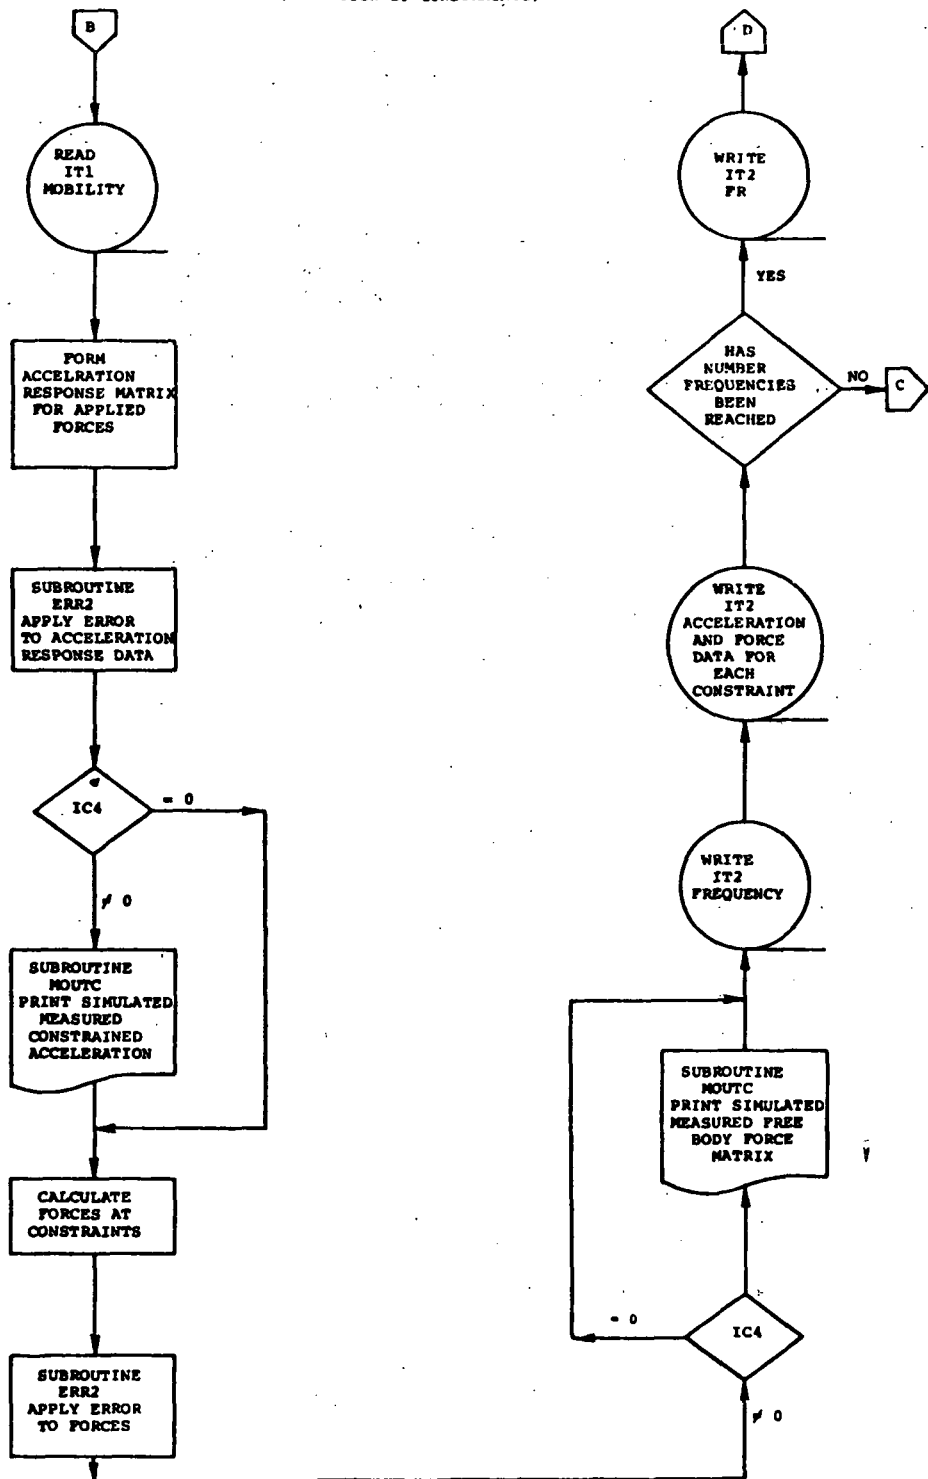 B
READ
IT1
MOBILITY
FORM
ACCELRATION
RESPONSE MATRIX
FOR APPLIED
FORCES
SUBROUTINE
ERR2
APPLY ERROR
TO ACCELERATION
RESPONSE DATA
IC4
= 0
≠ 0
SUBROUTINE
MOUTC
PRINT SIMULATED
MEASURED
CONSTRAINED
ACCELERATION
CALCULATE
FORCES AT
CONSTRAINTS
SUBROUTINE
ERR2
APPLY ERROR
TO FORCES
D
WRITE
IT2
FR
YES
HAS
NUMBER
FREQUENCIES
BEEN
REACHED
NO
C
WRITE
IT2
ACCELERATION
AND FORCE
DATA FOR
EACH
CONSTRAINT
WRITE
IT2
FREQUENCY
SUBROUTINE
MOUTC
PRINT SIMULATED
MEASURED FREE
BODY FORCE
MATRIX
= 0
IC4
≠ 0